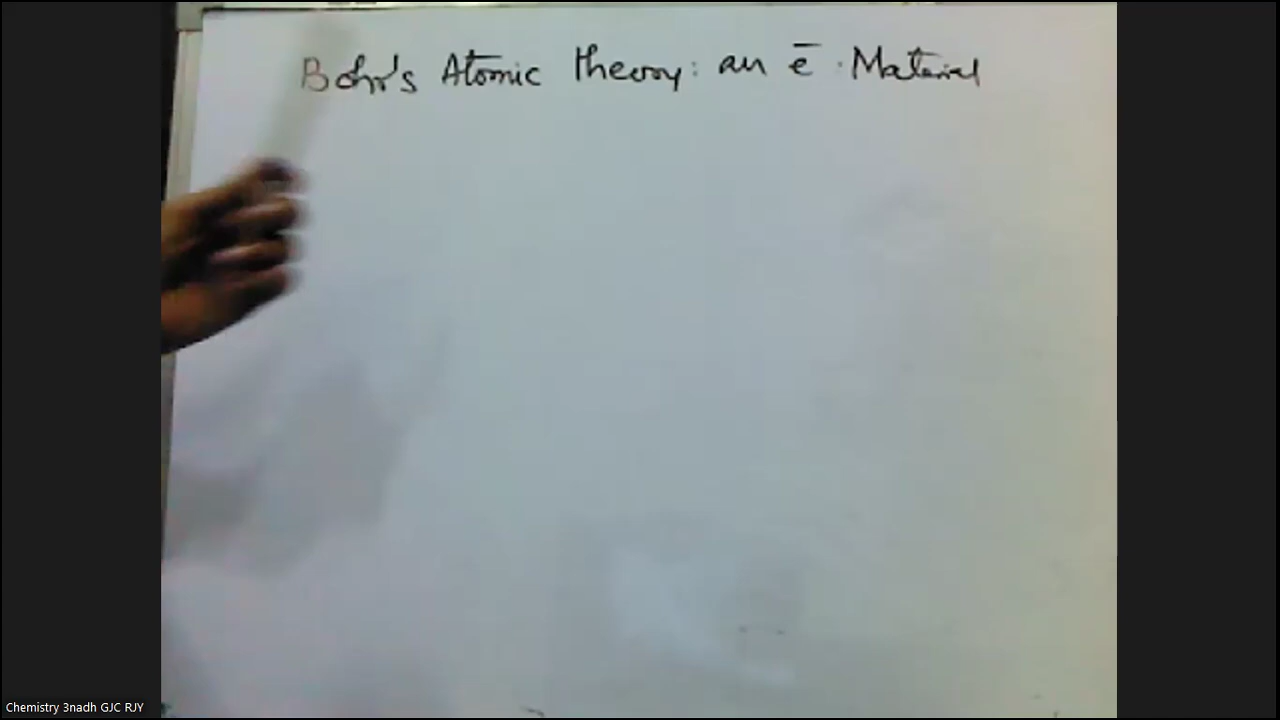 Bohr's Atomic theory: an ē. Material
Chemistry 3nadh GJC RJY